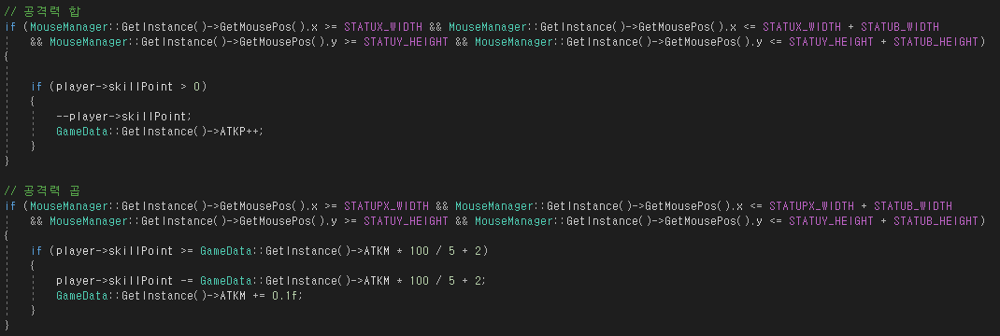 // 공격력 합
if (MouseManager::GetInstance()->GetMousePos().x >= STATUX_WIDTH && MouseManager::GetInstance()->GetMousePos().x <= STATUX_WIDTH + STATUB_WIDTH
&& MouseManager::GetInstance()->GetMousePos().y >= STATUY_HEIGHT && MouseManager::GetInstance()->GetMousePos().y <= STATUY_HEIGHT + STATUB_HEIGHT)
{
if (player->skillPoint > 0)
{
--player->skillPoint;
GameData::GetInstance()->ATKP++;
}
}
// 공격력 곱
if (MouseManager::GetInstance()->GetMousePos().x >= STATUPX_WIDTH && MouseManager::GetInstance()->GetMousePos().x <= STATUPX_WIDTH + STATUB_WIDTH
&& MouseManager::GetInstance()->GetMousePos().y >= STATUY_HEIGHT && MouseManager::GetInstance()->GetMousePos().y <= STATUY_HEIGHT + STATUB_HEIGHT)
{
if (player->skillPoint >= GameData::GetInstance()->ATKM * 100 / 5 + 2)
{
player->skillPoint -= GameData::GetInstance()->ATKM * 100 / 5 + 2;
GameData::GetInstance()->ATKM += 0.1f;
}
}